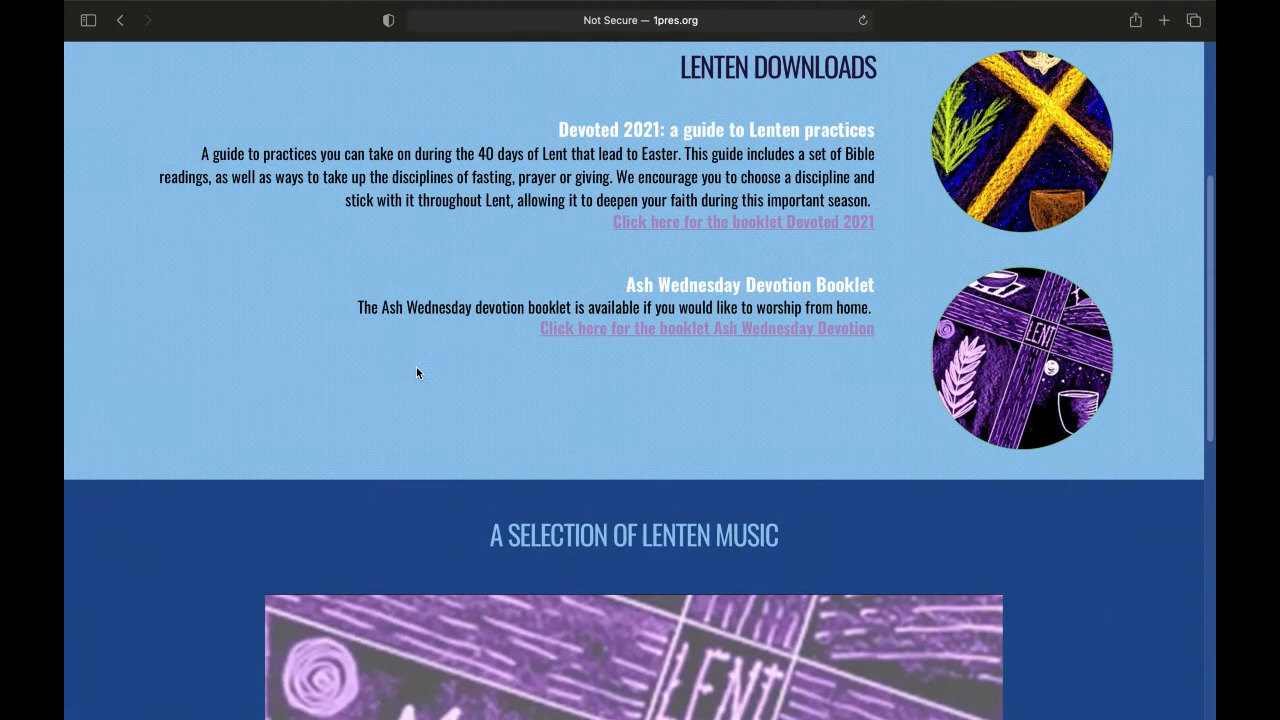 Not Secure — 1pres.org
LENTEN DOWNLOADS
Devoted 2021: a guide to Lenten practices
A guide to practices you can take on during the 40 days of Lent that lead to Easter. This guide includes a set of Bible
readings, as well as ways to take up the disciplines of fasting, prayer or giving. We encourage you to choose a discipline and
stick with it throughout Lent, allowing it to deepen your faith during this important season.
Click here for the booklet Devoted 2021
Ash Wednesday Devotion Booklet
The Ash Wednesday devotion booklet is available if you would like to worship from home.
Click here for the booklet Ash Wednesday Devotion
LENT
A SELECTION OF LENTEN MUSIC
LENT